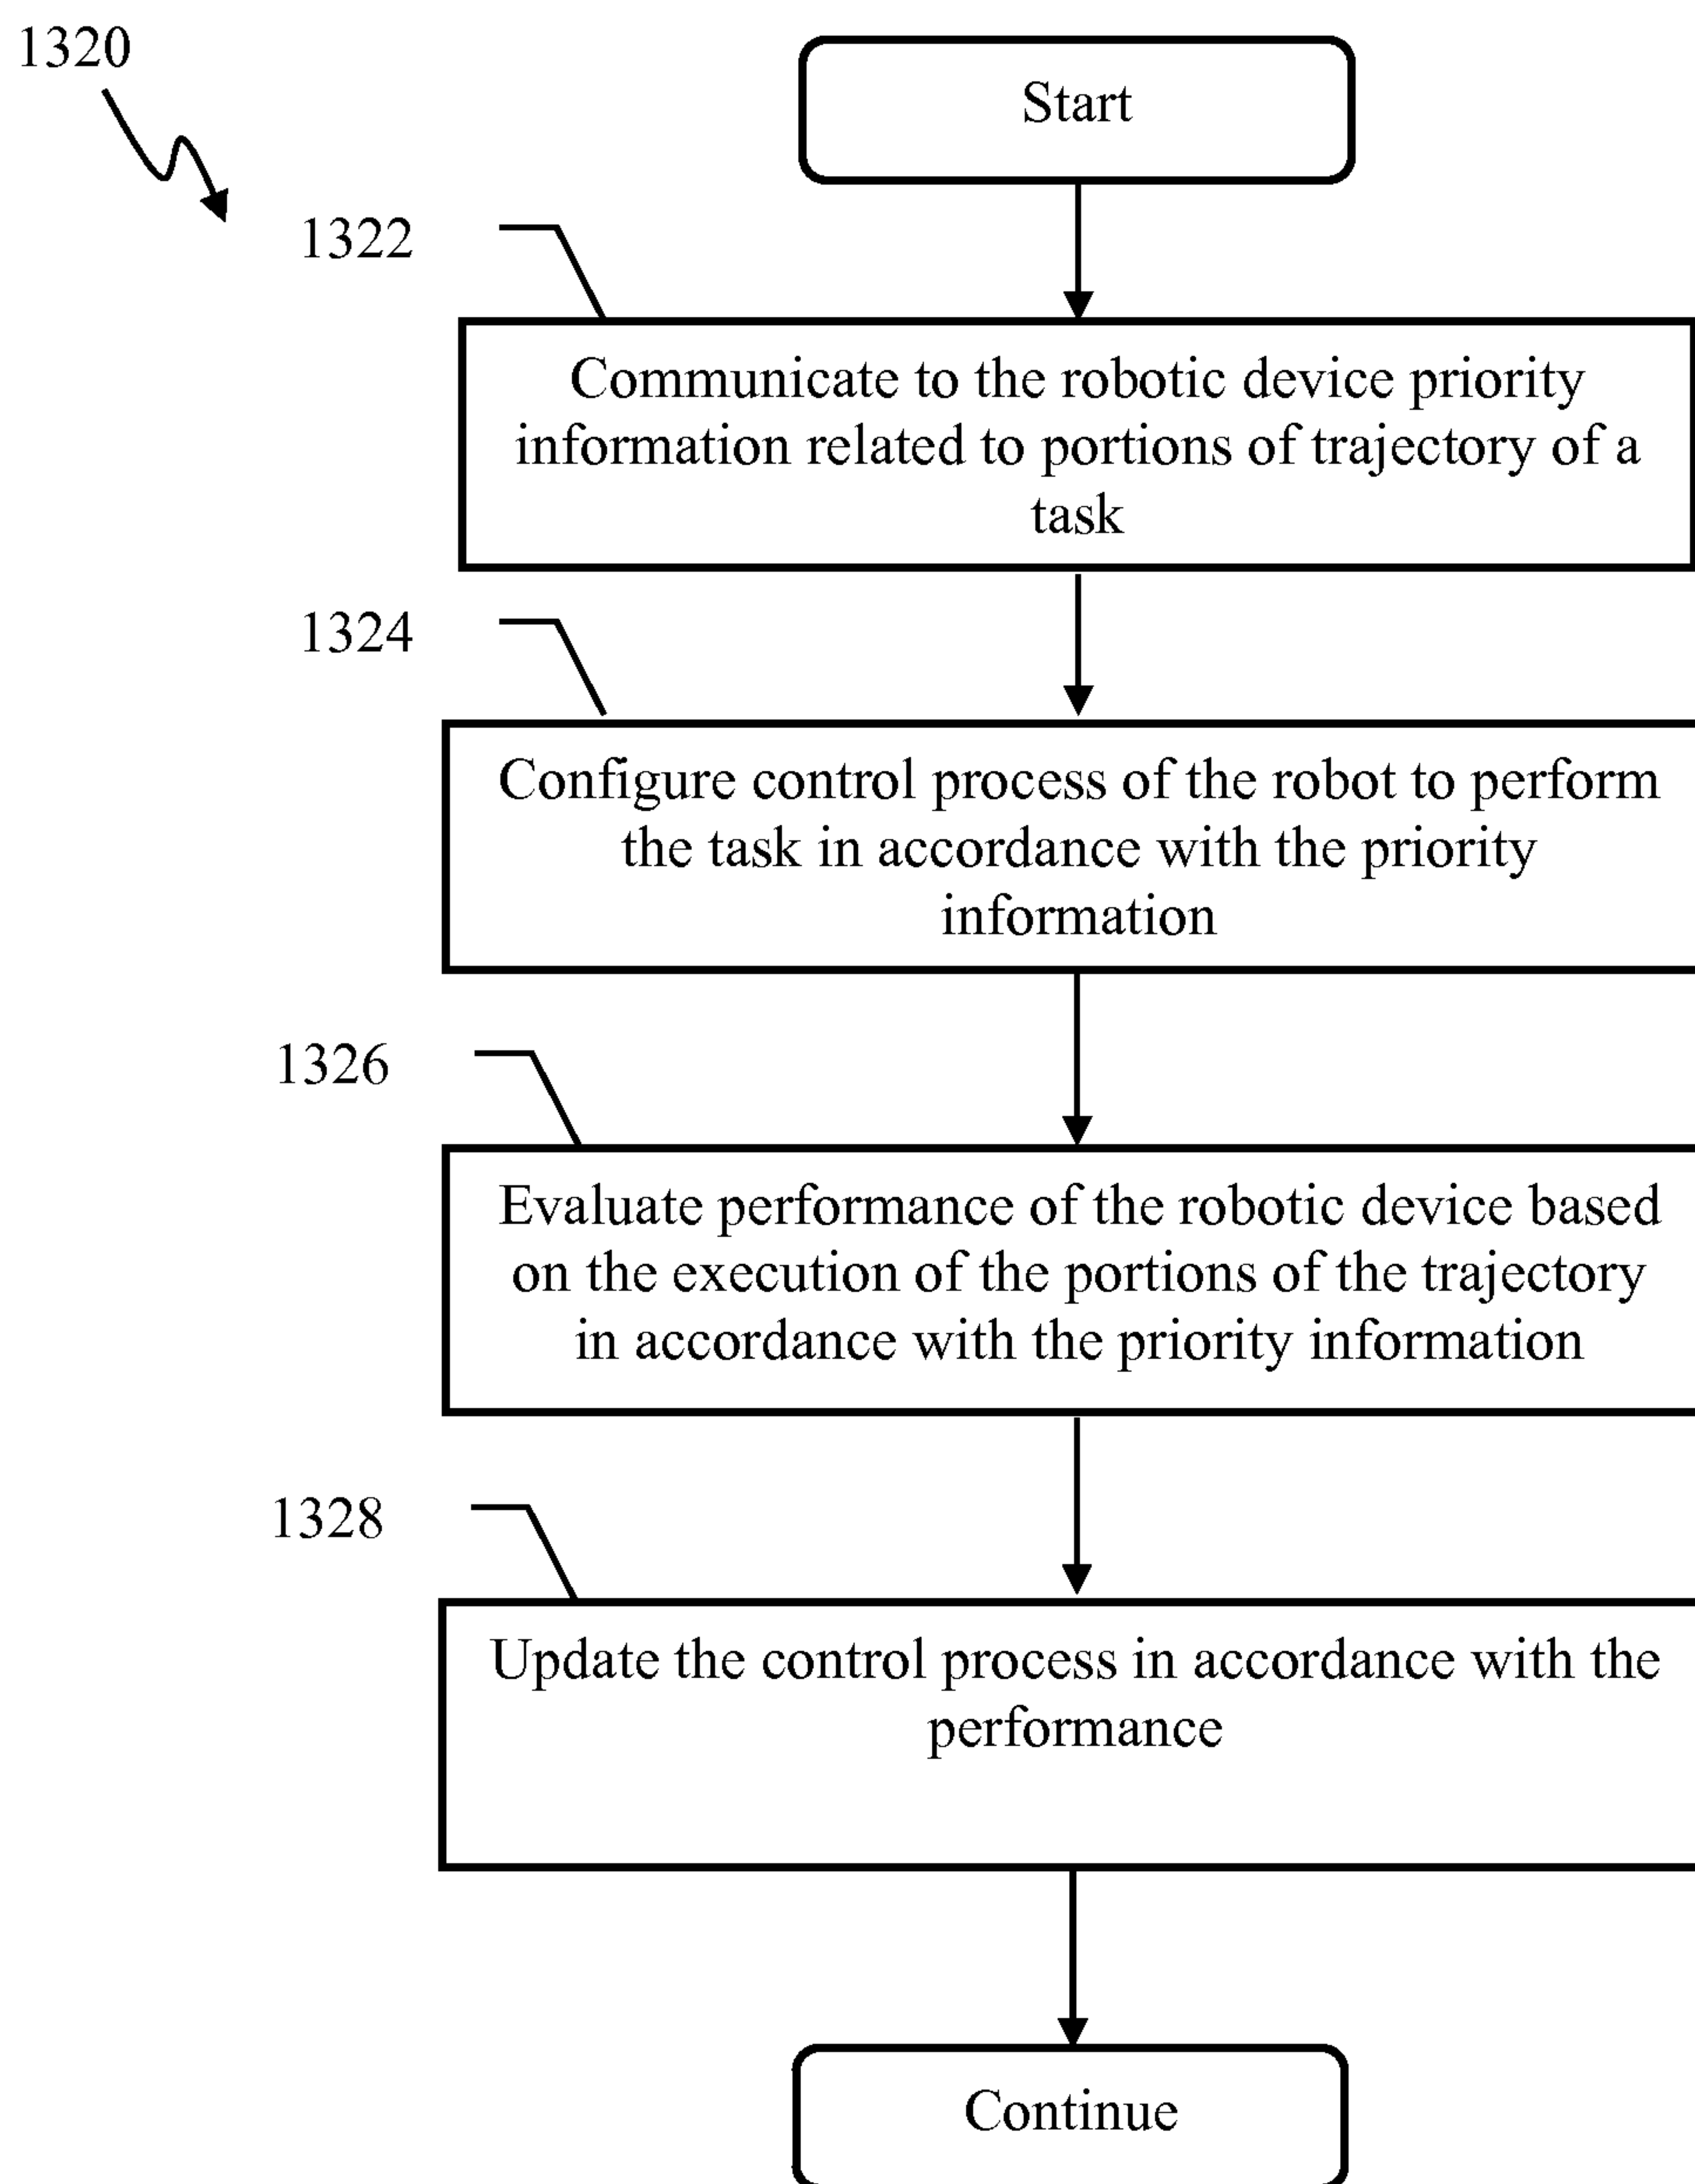 1320
Start
1322
Communicate to the robotic device priority
information related to portions of trajectory of a
task
1324
Configure control process of the robot to perform
the task in accordance with the priority
information
1326
Evaluate performance of the robotic device based
on the execution of the portions of the trajectory
in accordance with the priority information
1328
Update the control process in accordance with the
performance
Continue